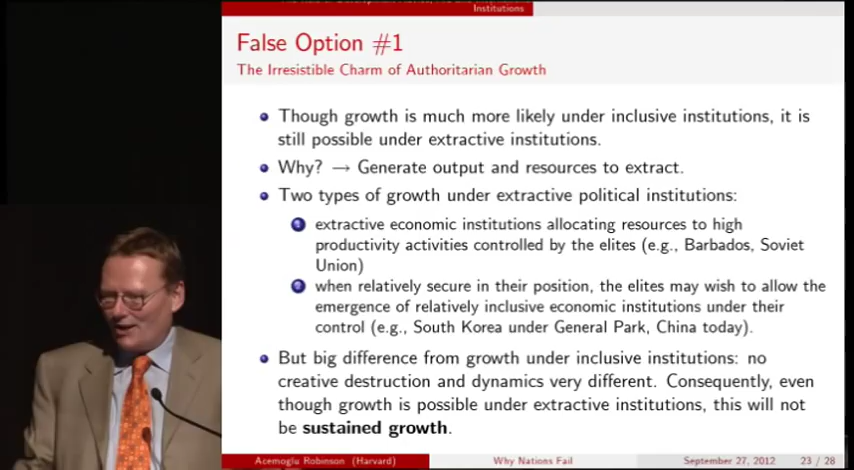 Institutions
False Option #1
The Irresistible Charm of Authoritarian Growth
Though growth is much more likely under inclusive institutions, it is
still possible under extractive institutions.
Why? → Generate output and resources to extract.
Two types of growth under extractive political institutions:
1 extractive economic institutions allocating resources to high
productivity activities controlled by the elites (e.g., Barbados, Soviet
Union)
2 when relatively secure in their position, the elites may wish to allow the
emergence of relatively inclusive economic institutions under their
control (e.g., South Korea under General Park, China today).
But big difference from growth under inclusive institutions: no
creative destruction and dynamics very different. Consequently, even
though growth is possible under extractive institutions, this will not
be sustained growth.
Acemoglu Robinson (Harvard) Why Nations Fail September 27, 2012 23 / 28